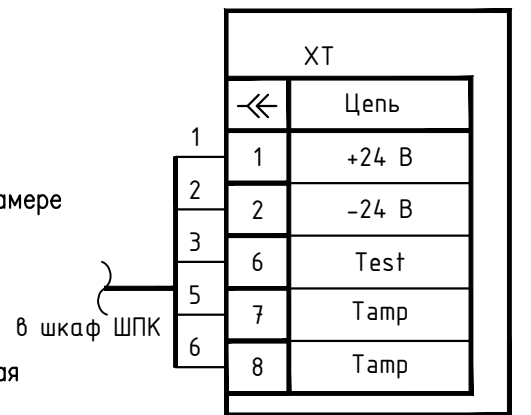 XT
Цепь
1 1 +24 В
2 2 -24 В
амере
3 6 Test
5 7 Tamp
в шкаф ШПК
6 8 Tamp
ая